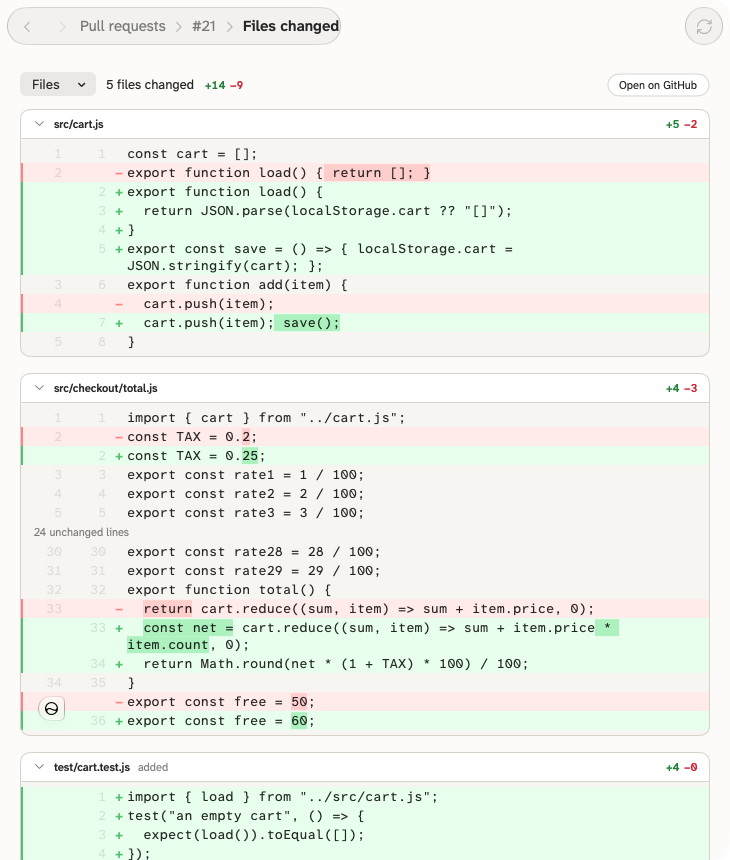 Pull requests > #21 > Files changed
Files 5 files changed +14 −9 Open on GitHub
src/cart.js +5 −2
1 1 const cart = [];
2 − export function load() { return []; }
2 + export function load() {
3 + return JSON.parse(localStorage.cart ?? "[]");
4 + }
5 + export const save = () => { localStorage.cart =
JSON.stringify(cart); };
3 6 export function add(item) {
4 − cart.push(item);
7 + cart.push(item); save();
5 8 }
src/checkout/total.js +4 −3
1 1 import { cart } from "../cart.js";
2 − const TAX = 0.2;
2 + const TAX = 0.25;
3 3 export const rate1 = 1 / 100;
4 4 export const rate2 = 2 / 100;
5 5 export const rate3 = 3 / 100;
24 unchanged lines
30 30 export const rate28 = 28 / 100;
31 31 export const rate29 = 29 / 100;
32 32 export function total() {
33 − return cart.reduce((sum, item) => sum + item.price, 0);
33 + const net = cart.reduce((sum, item) => sum + item.price *
item.count, 0);
34 + return Math.round(net * (1 + TAX) * 100) / 100;
34 35 }
− export const free = 50;
36 + export const free = 60;
test/cart.test.js added +4 −0
1 + import { load } from "../src/cart.js";
2 + test("an empty cart", () => {
3 + expect(load()).toEqual([]);
4 + });